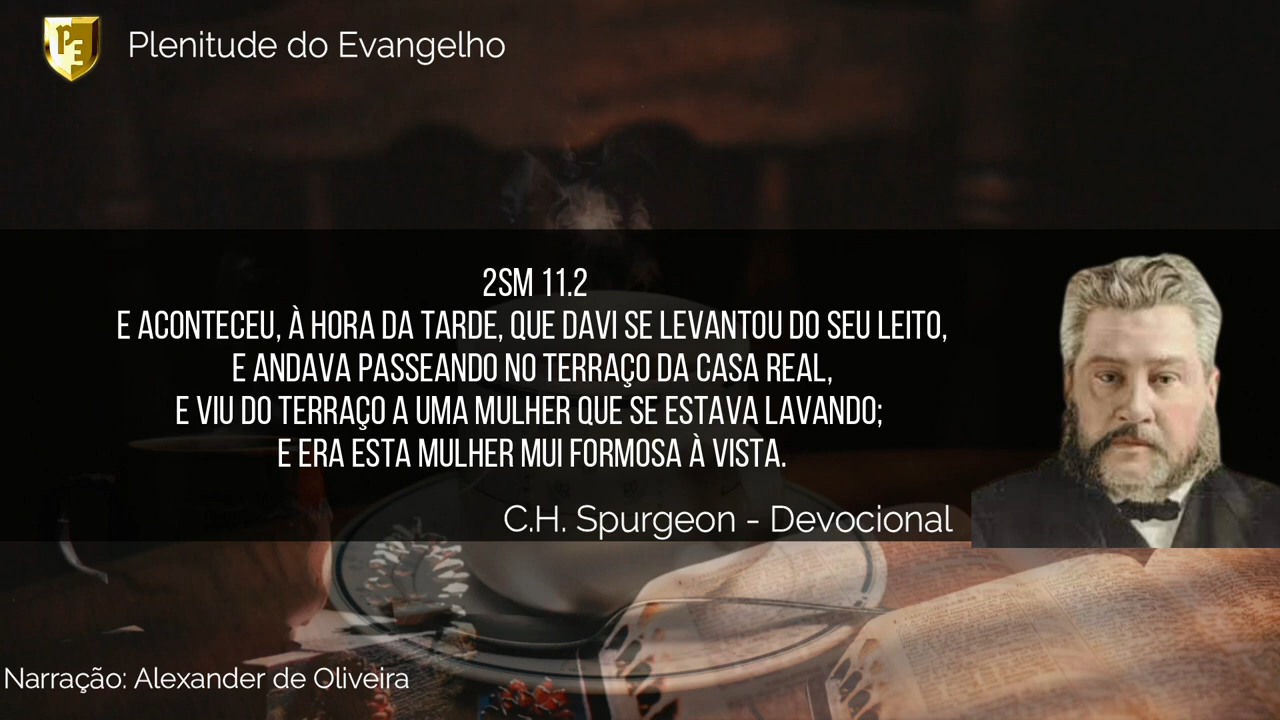 PE
Plenitude do Evangelho
2SM 11.2
E ACONTECEU, À HORA DA TARDE, QUE DAVI SE LEVANTOU DO SEU LEITO,
E ANDAVA PASSEANDO NO TERRAÇO DA CASA REAL,
E VIU DO TERRAÇO A UMA MULHER QUE SE ESTAVA LAVANDO;
E ERA ESTA MULHER MUI FORMOSA À VISTA.
C.H. Spurgeon - Devocional
Narração: Alexander de Oliveira